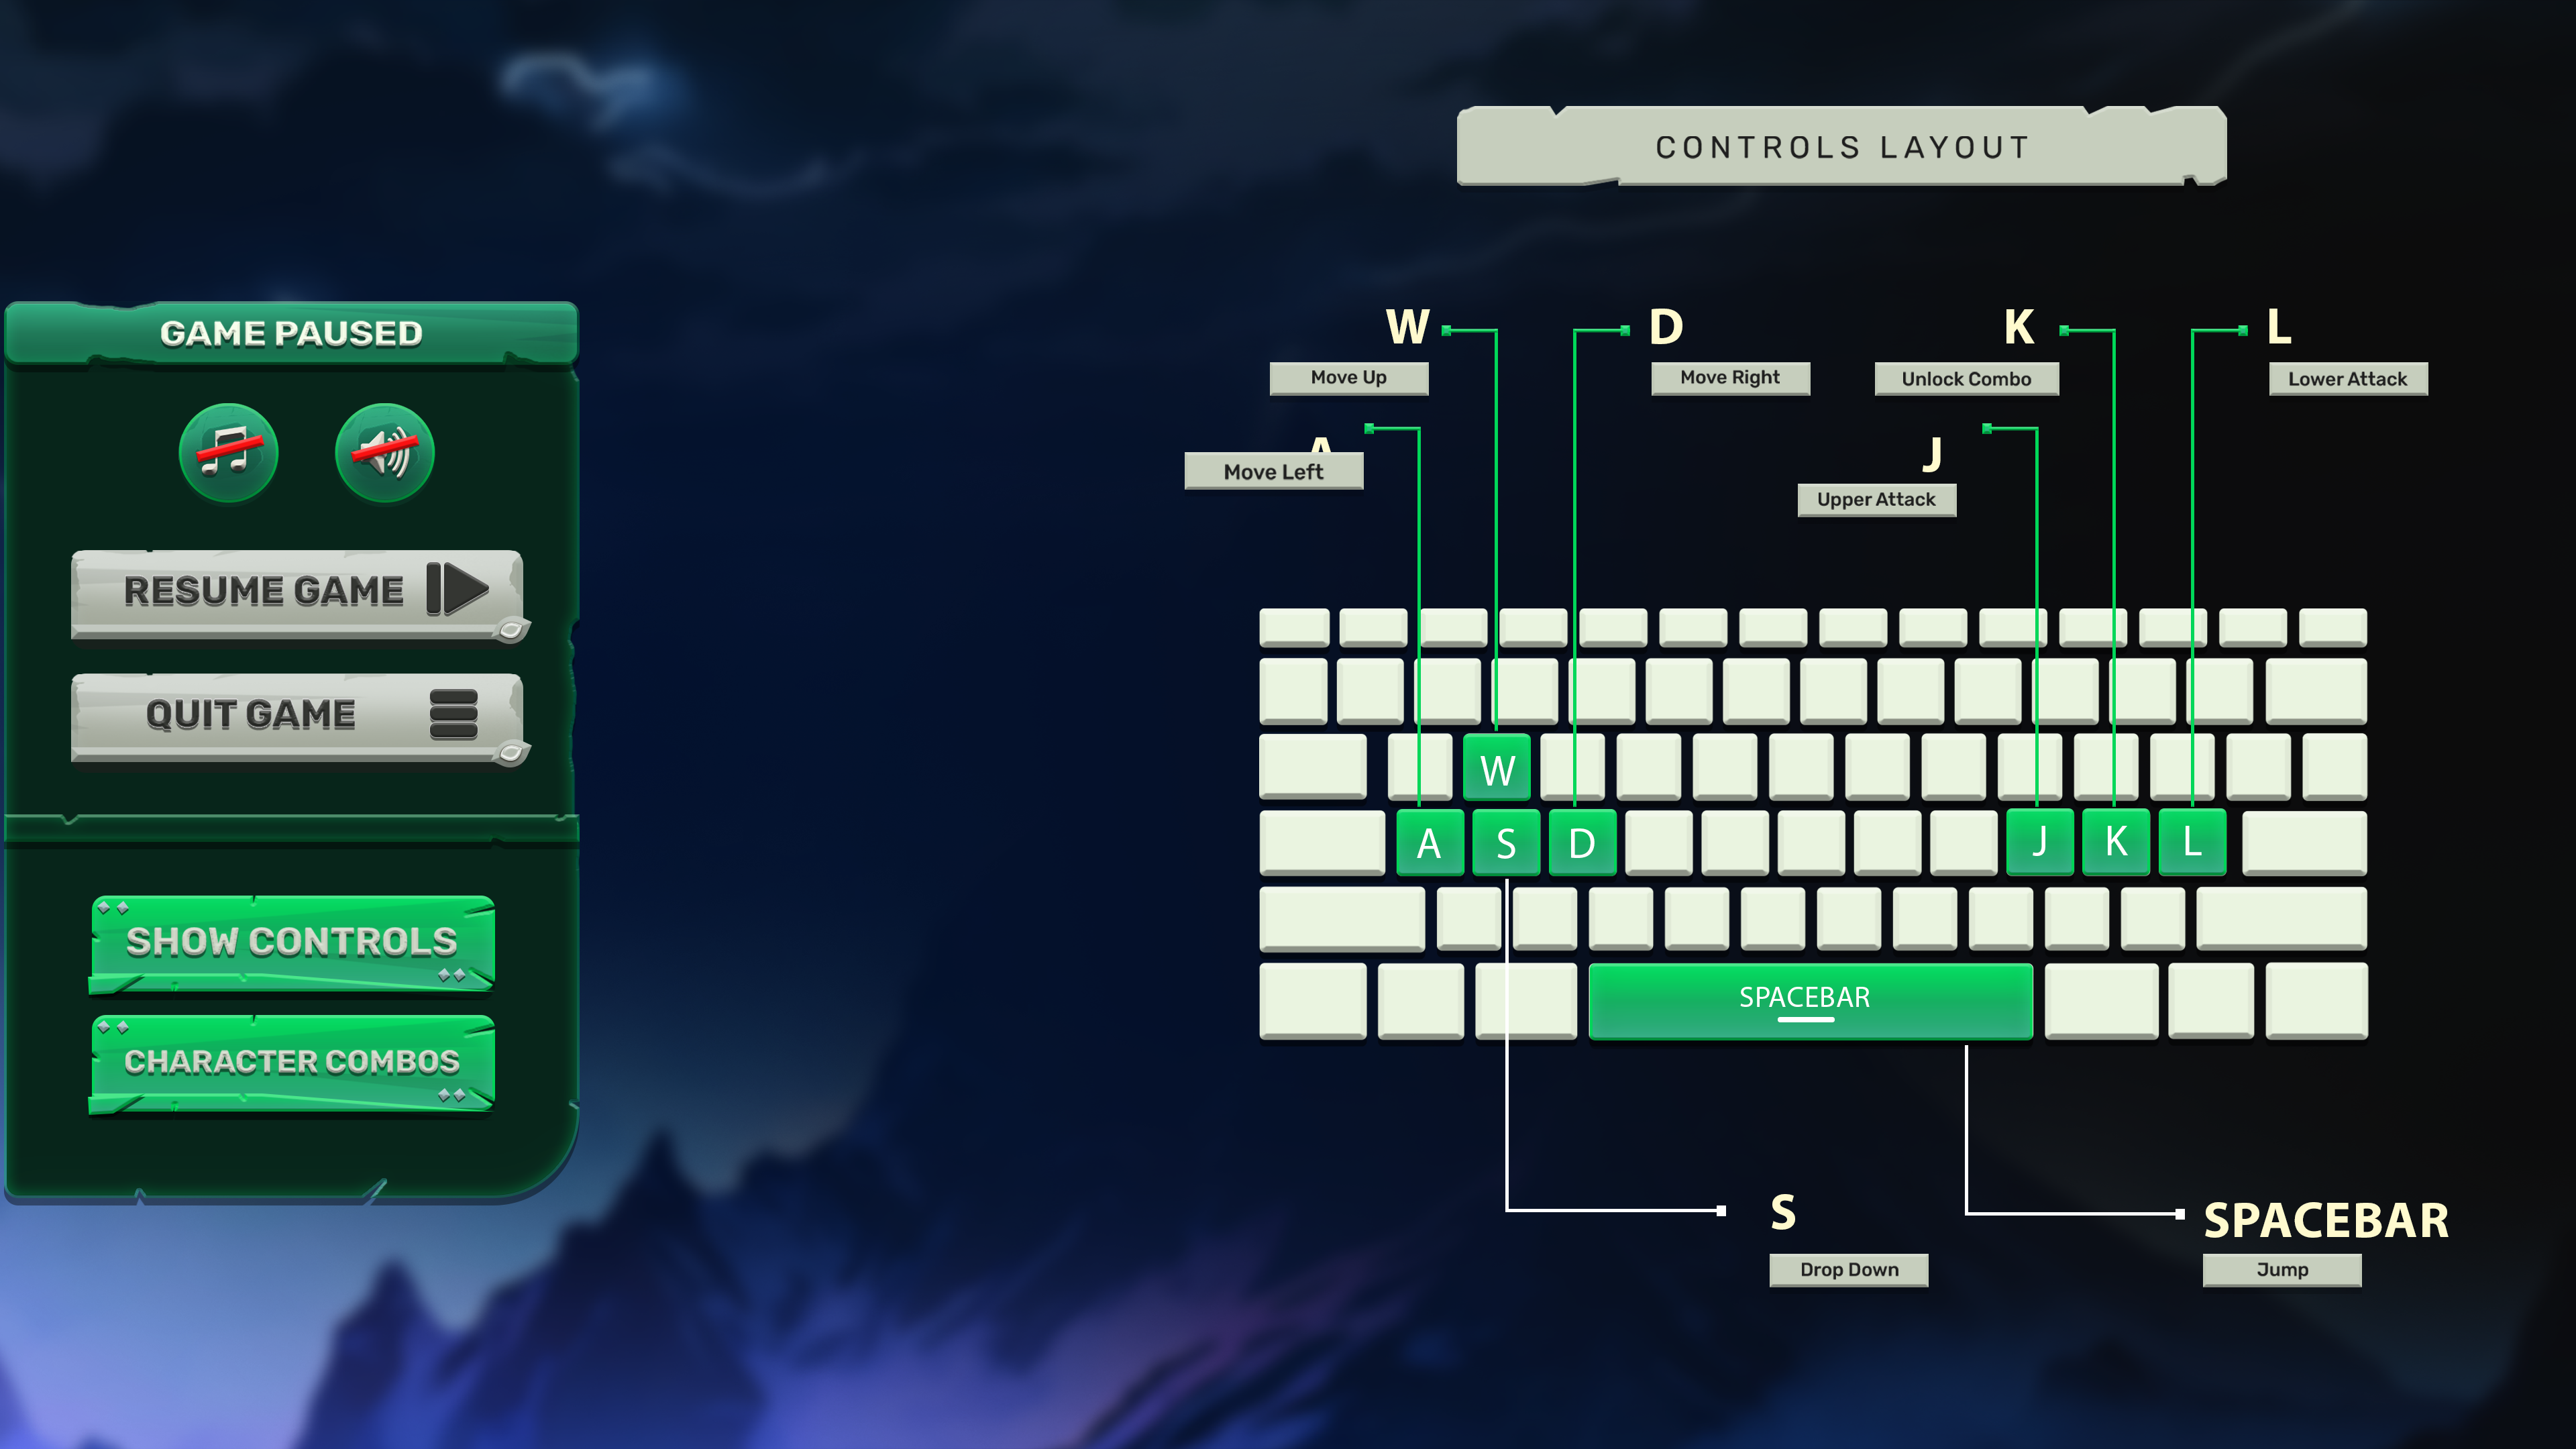 CONTROLS LAYOUT
GAME PAUSED
RESUME GAME
QUIT GAME
SHOW CONTROLS
CHARACTER COMBOS
W
Move Up
D
Move Right
K
Unlock Combo
L
Lower Attack
A
Move Left
J
Upper Attack
W
A S D J K L
SPACEBAR
S
Drop Down
SPACEBAR
Jump